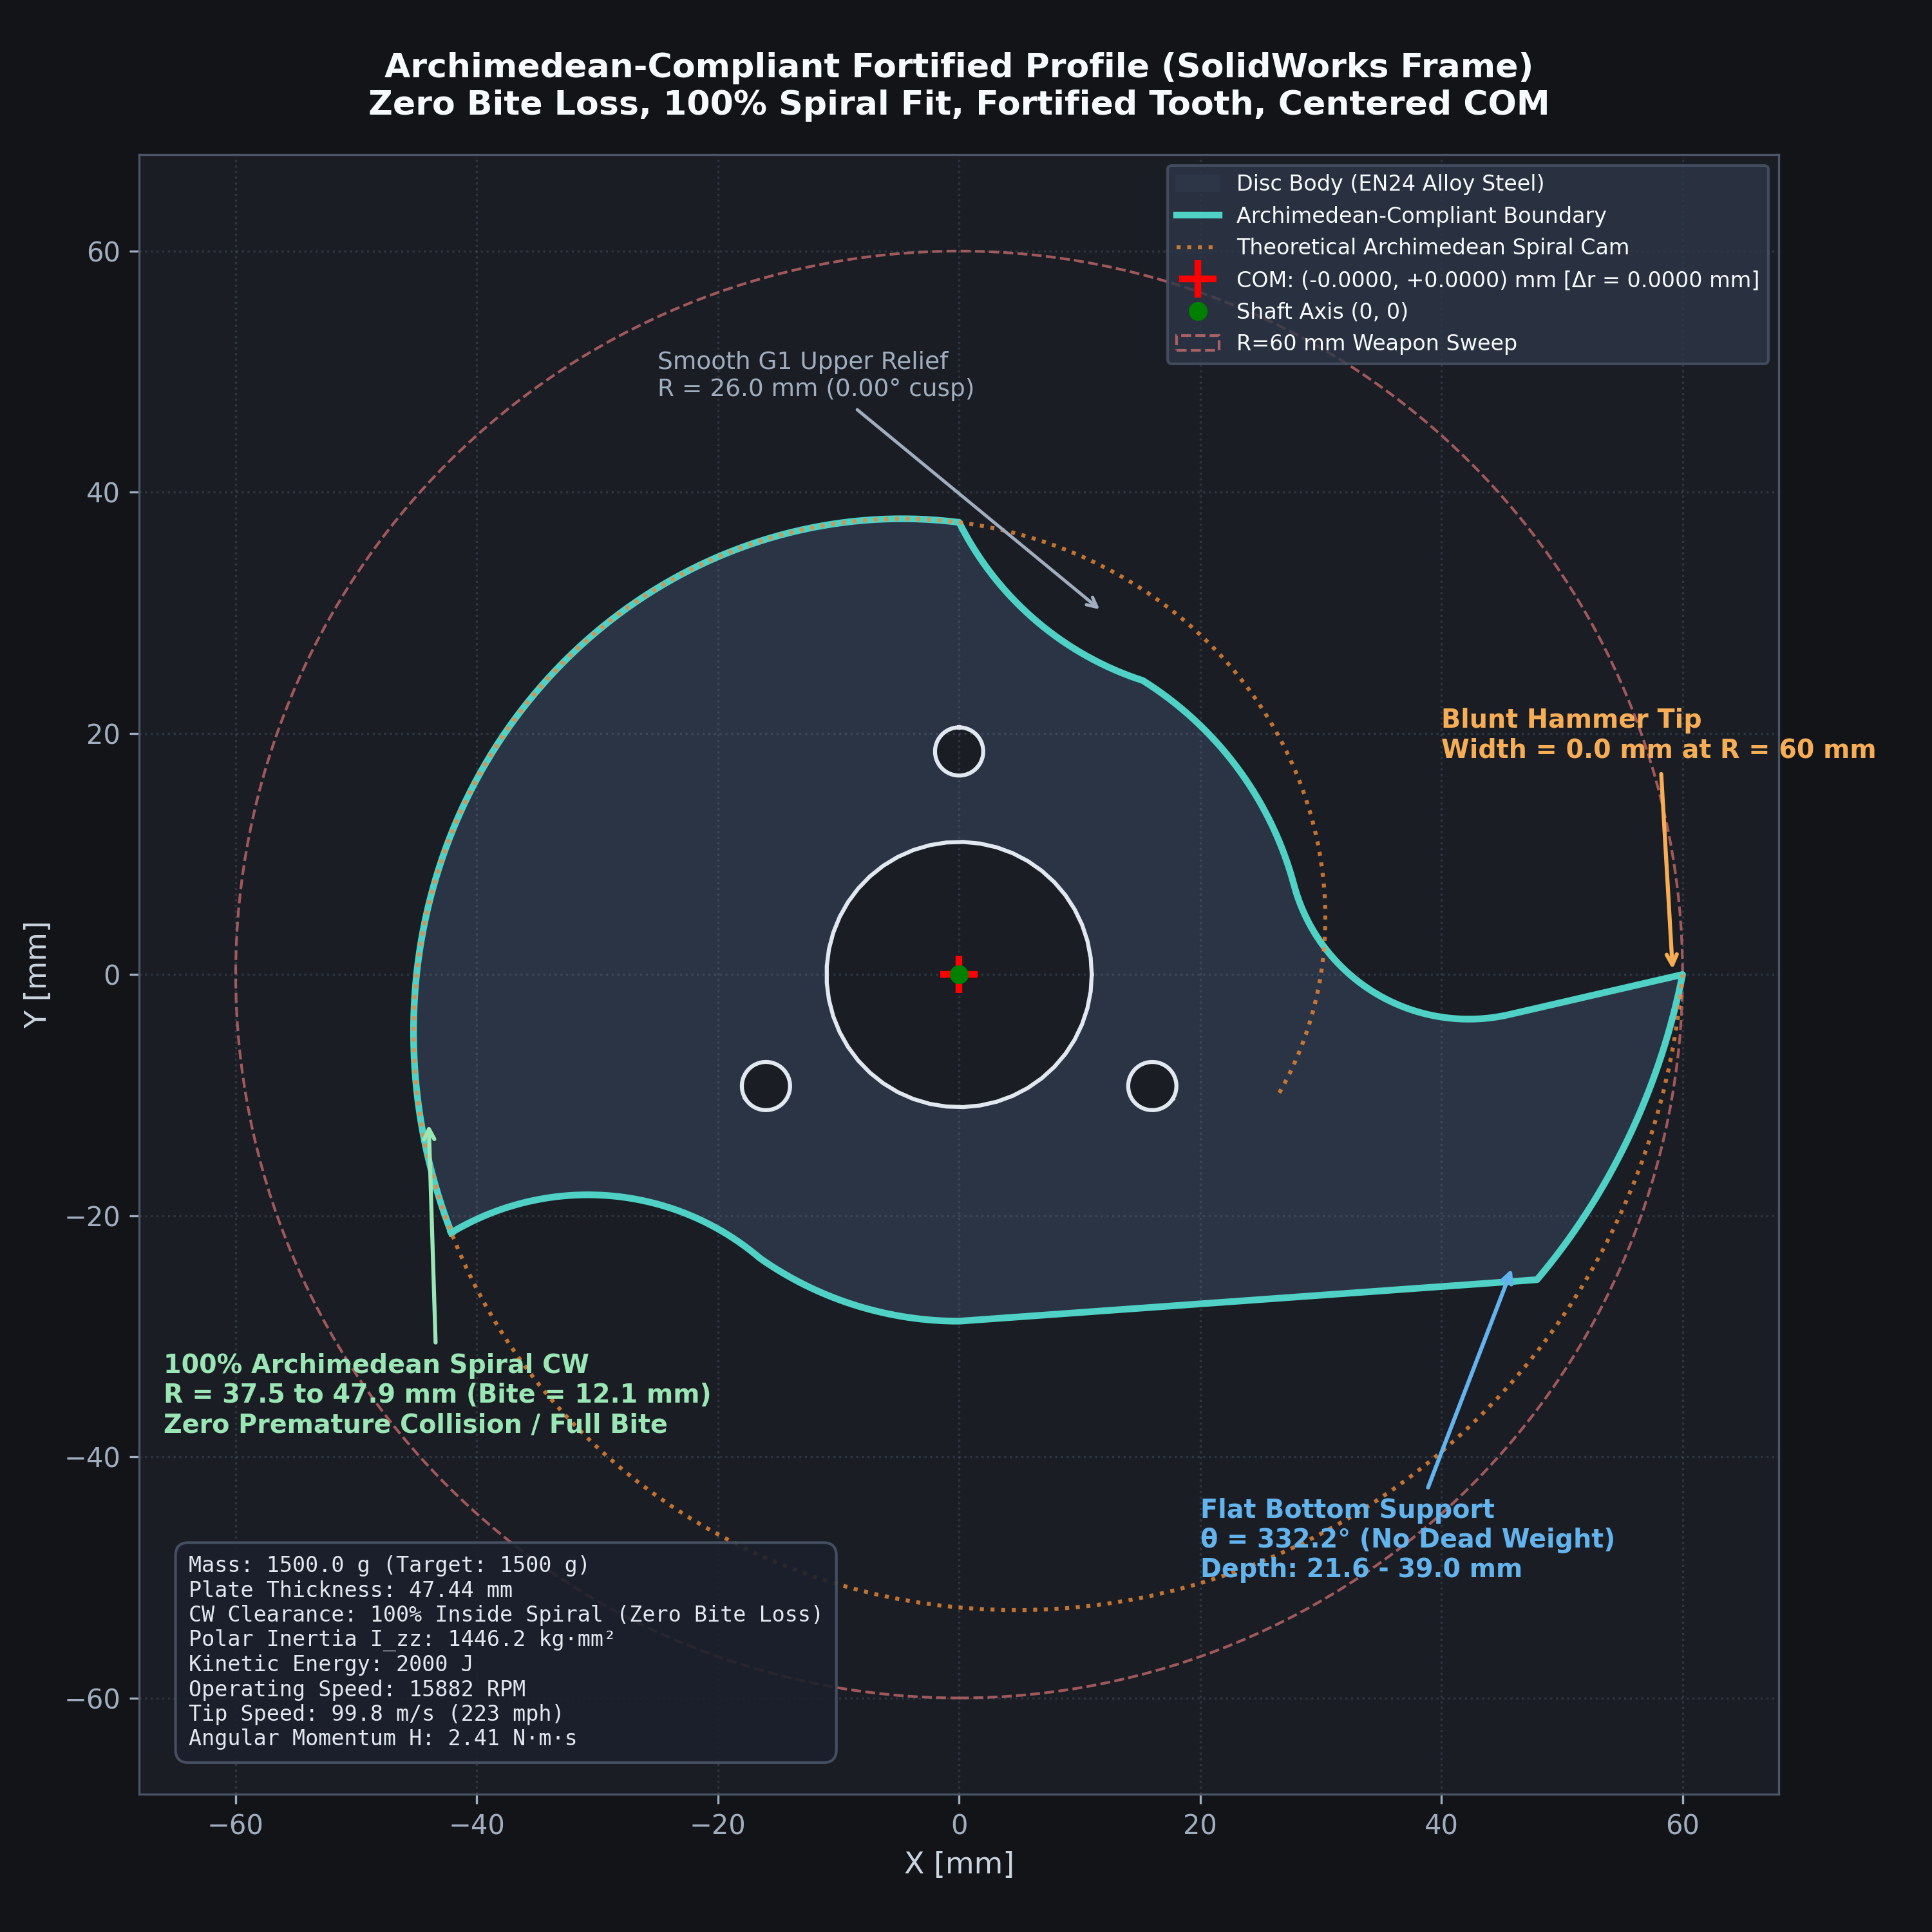 Archimedean-Compliant Fortified Profile (SolidWorks Frame)
Zero Bite Loss, 100% Spiral Fit, Fortified Tooth, Centered COM
Disc Body (EN24 Alloy Steel)
Archimedean-Compliant Boundary
Theoretical Archimedean Spiral Cam
COM: (-0.0000, +0.0000) mm [Δr = 0.0000 mm]
Shaft Axis (0, 0)
R=60 mm Weapon Sweep
Smooth G1 Upper Relief
R = 26.0 mm (0.00° cusp)
Blunt Hammer Tip
Width = 0.0 mm at R = 60 mm
100% Archimedean Spiral CW
R = 37.5 to 47.9 mm (Bite = 12.1 mm)
Zero Premature Collision / Full Bite
Flat Bottom Support
θ = 332.2° (No Dead Weight)
Depth: 21.6 - 39.0 mm
Mass: 1500.0 g (Target: 1500 g)
Plate Thickness: 47.44 mm
CW Clearance: 100% Inside Spiral (Zero Bite Loss)
Polar Inertia I_zz: 1446.2 kg·mm²
Kinetic Energy: 2000 J
Operating Speed: 15882 RPM
Tip Speed: 99.8 m/s (223 mph)
Angular Momentum H: 2.41 N·m·s
60
40
20
0
−20
−40
−60
Y [mm]
−60
−40
−20
0
20
40
60
X [mm]